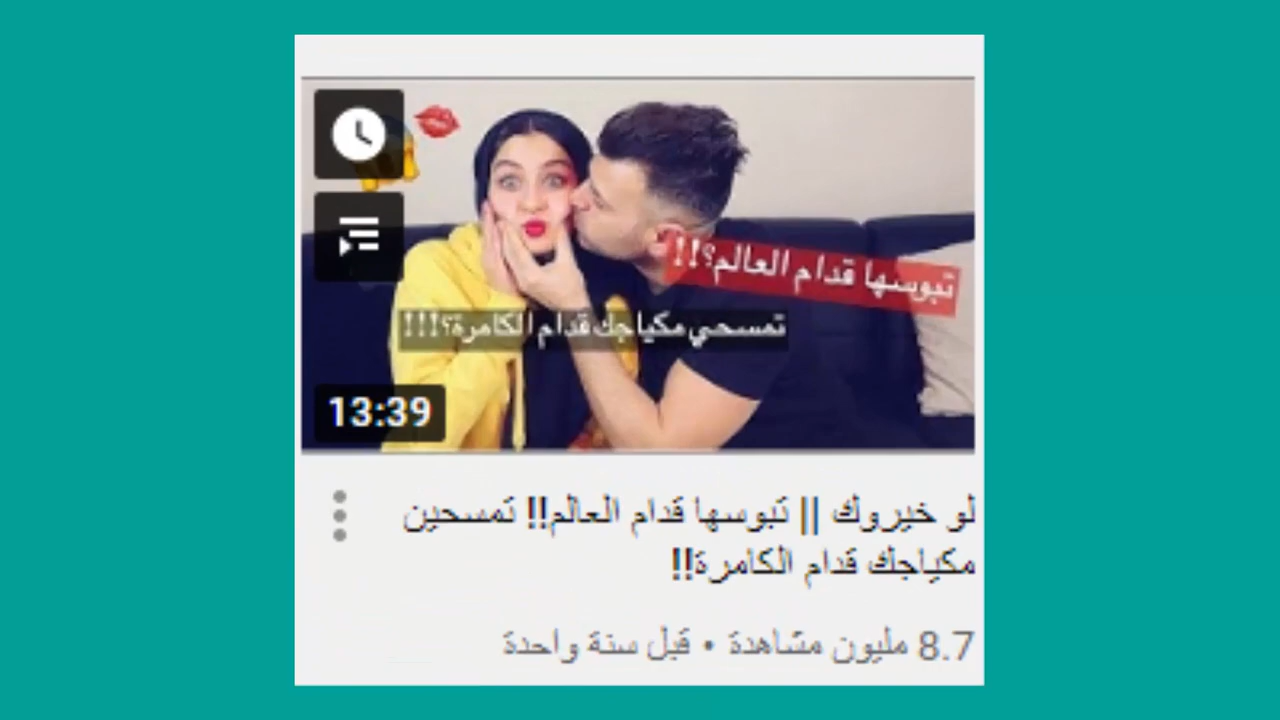 تبوسها قدام العالم؟!!
تمسحي مكياجك قدام الكامرة؟!!!
13:39
لو خيروك || تبوسها قدام العالم!! تمسحين
مكياجك قدام الكامرة!!
8.7 مليون مشاهدة • قبل سنة واحدة